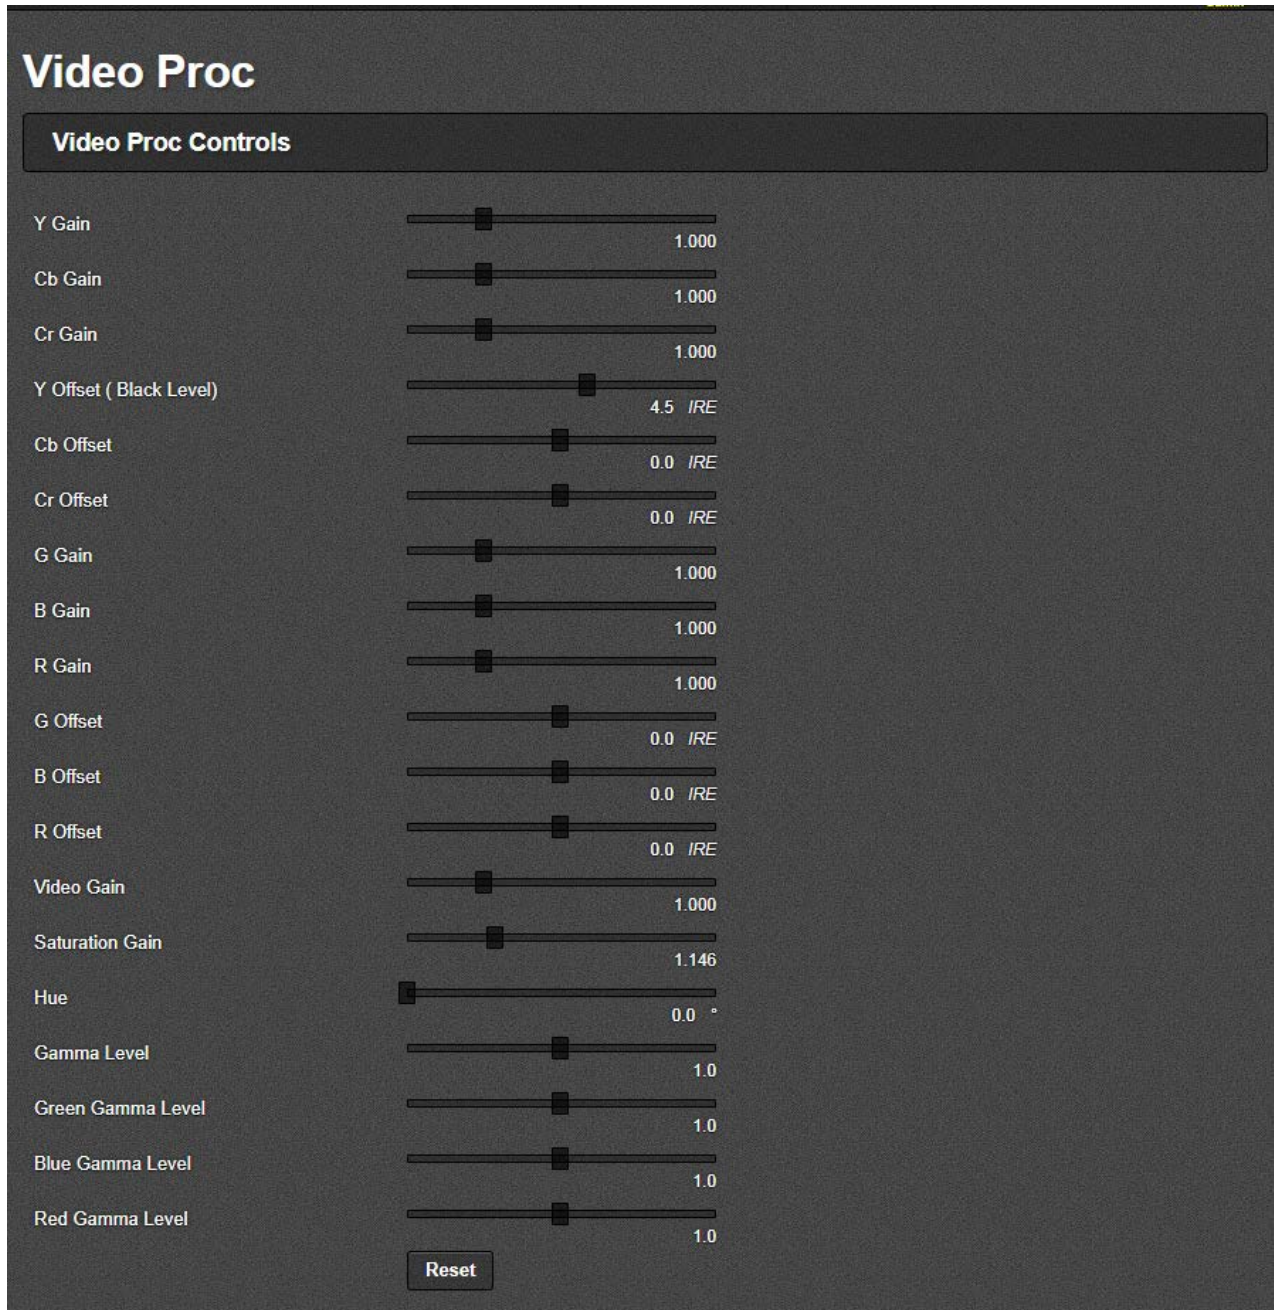 Video Proc
Video Proc Controls
Y Gain
1.000
Cb Gain
1.000
Cr Gain
1.000
Y Offset ( Black Level)
4.5 IRE
Cb Offset
0.0 IRE
Cr Offset
0.0 IRE
G Gain
1.000
B Gain
1.000
R Gain
1.000
G Offset
0.0 IRE
B Offset
0.0 IRE
R Offset
0.0 IRE
Video Gain
1.000
Saturation Gain
1.146
Hue
0.0 °
Gamma Level
1.0
Green Gamma Level
1.0
Blue Gamma Level
1.0
Red Gamma Level
1.0
Reset